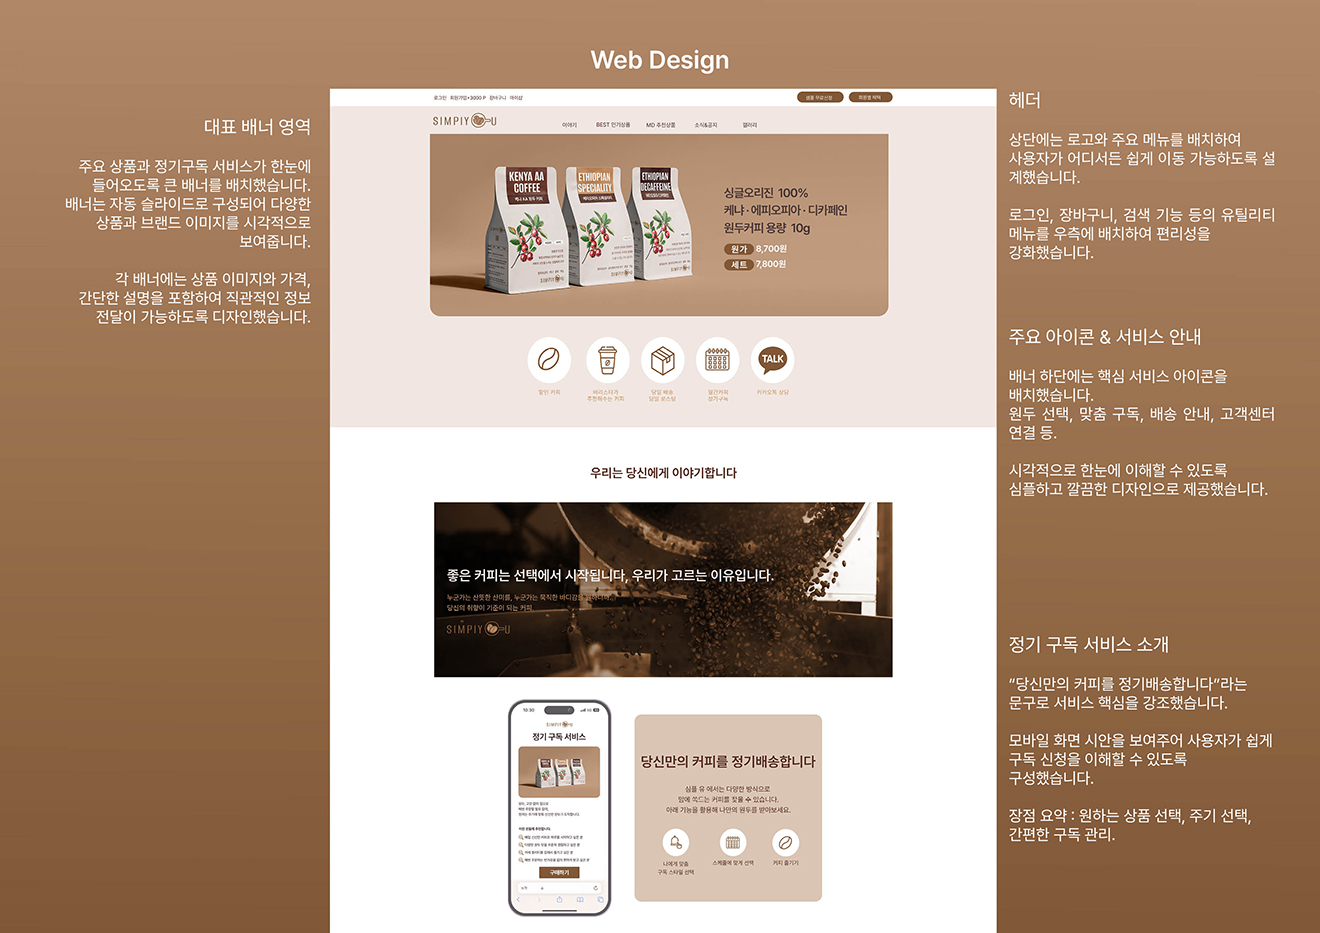 Web Design
대표 배너 영역
주요 상품과 정기구독 서비스가 한눈에
들어오도록 큰 배너를 배치했습니다.
배너는 자동 슬라이드로 구성되어 다양한
상품과 브랜드 이미지를 시각적으로
보여줍니다.
각 배너에는 상품 이미지와 가격,
간단한 설명을 포함하여 직관적인 정보
전달이 가능하도록 디자인했습니다.
로그인 회원가입+3000 P 장바구니 마이샵
샘플 무료신청 회원별 혜택
SIMPIY U
이야기 BEST 인기상품 MD 추천상품 소식&공지 갤러리
KENYA AA
COFFEE
케냐 AA 원두 커피
ETHIOPIAN
SPECIALITY
ETHIOPIAN
DECAFFEINE
싱글오리진 100%
케냐 · 에피오피아 · 디카페인
원두커피 용량 10g
원가 8,700원
세트 7,800원
할인 커피
바리스타가
추천해주는 커피
당일 배송
당일 로스팅
월간커피
정기구독
TALK
카카오톡 상담
우리는 당신에게 이야기합니다
좋은 커피는 선택에서 시작됩니다, 우리가 고르는 이유입니다.
누군가는 산뜻한 산미를, 누군가는 묵직한 바디감을 원하니까..
당신의 취향이 기준이 되는 커피
SIMPIY U
10:30
SIMPIY U
정기 구독 서비스
구매하기
당신만의 커피를 정기배송합니다
심플 유 에서는 다양한 방식으로
맘에 쏙드는 커피를 찾을 수 있습니다.
아래 기능을 활용해 나만의 원두를 받아보세요.
나에게 맞춤
구독 스타일 선택
스케쥴에 맞게 선택
커피 즐기기
헤더
상단에는 로고와 주요 메뉴를 배치하여
사용자가 어디서든 쉽게 이동 가능하도록 설
계했습니다.
로그인, 장바구니, 검색 기능 등의 유틸리티
메뉴를 우측에 배치하여 편리성을
강화했습니다.
주요 아이콘 & 서비스 안내
배너 하단에는 핵심 서비스 아이콘을
배치했습니다.
원두 선택, 맞춤 구독, 배송 안내, 고객센터
연결 등.
시각적으로 한눈에 이해할 수 있도록
심플하고 깔끔한 디자인으로 제공했습니다.
정기 구독 서비스 소개
“당신만의 커피를 정기배송합니다”라는
문구로 서비스 핵심을 강조했습니다.
모바일 화면 시안을 보여주어 사용자가 쉽게
구독 신청을 이해할 수 있도록
구성했습니다.
장점 요약 : 원하는 상품 선택, 주기 선택,
간편한 구독 관리.